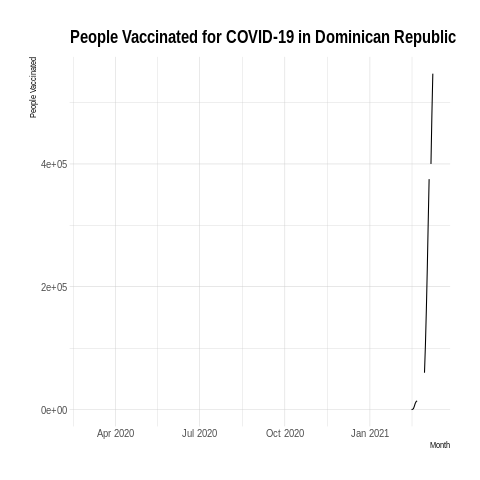 People Vaccinated for COVID-19 in Dominican Republic
People Vaccinated
4e+05
2e+05
0e+00
Apr 2020 Jul 2020 Oct 2020 Jan 2021
Month